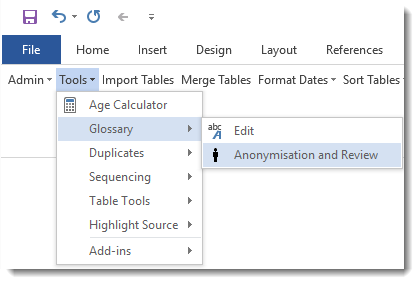 File Home Insert Design Layout References
Admin Tools Import Tables Merge Tables Format Dates Sort Tables
Age Calculator
Glossary
abc A Edit
Duplicates
Anonymisation and Review
Sequencing
Table Tools
Highlight Source
Add-ins